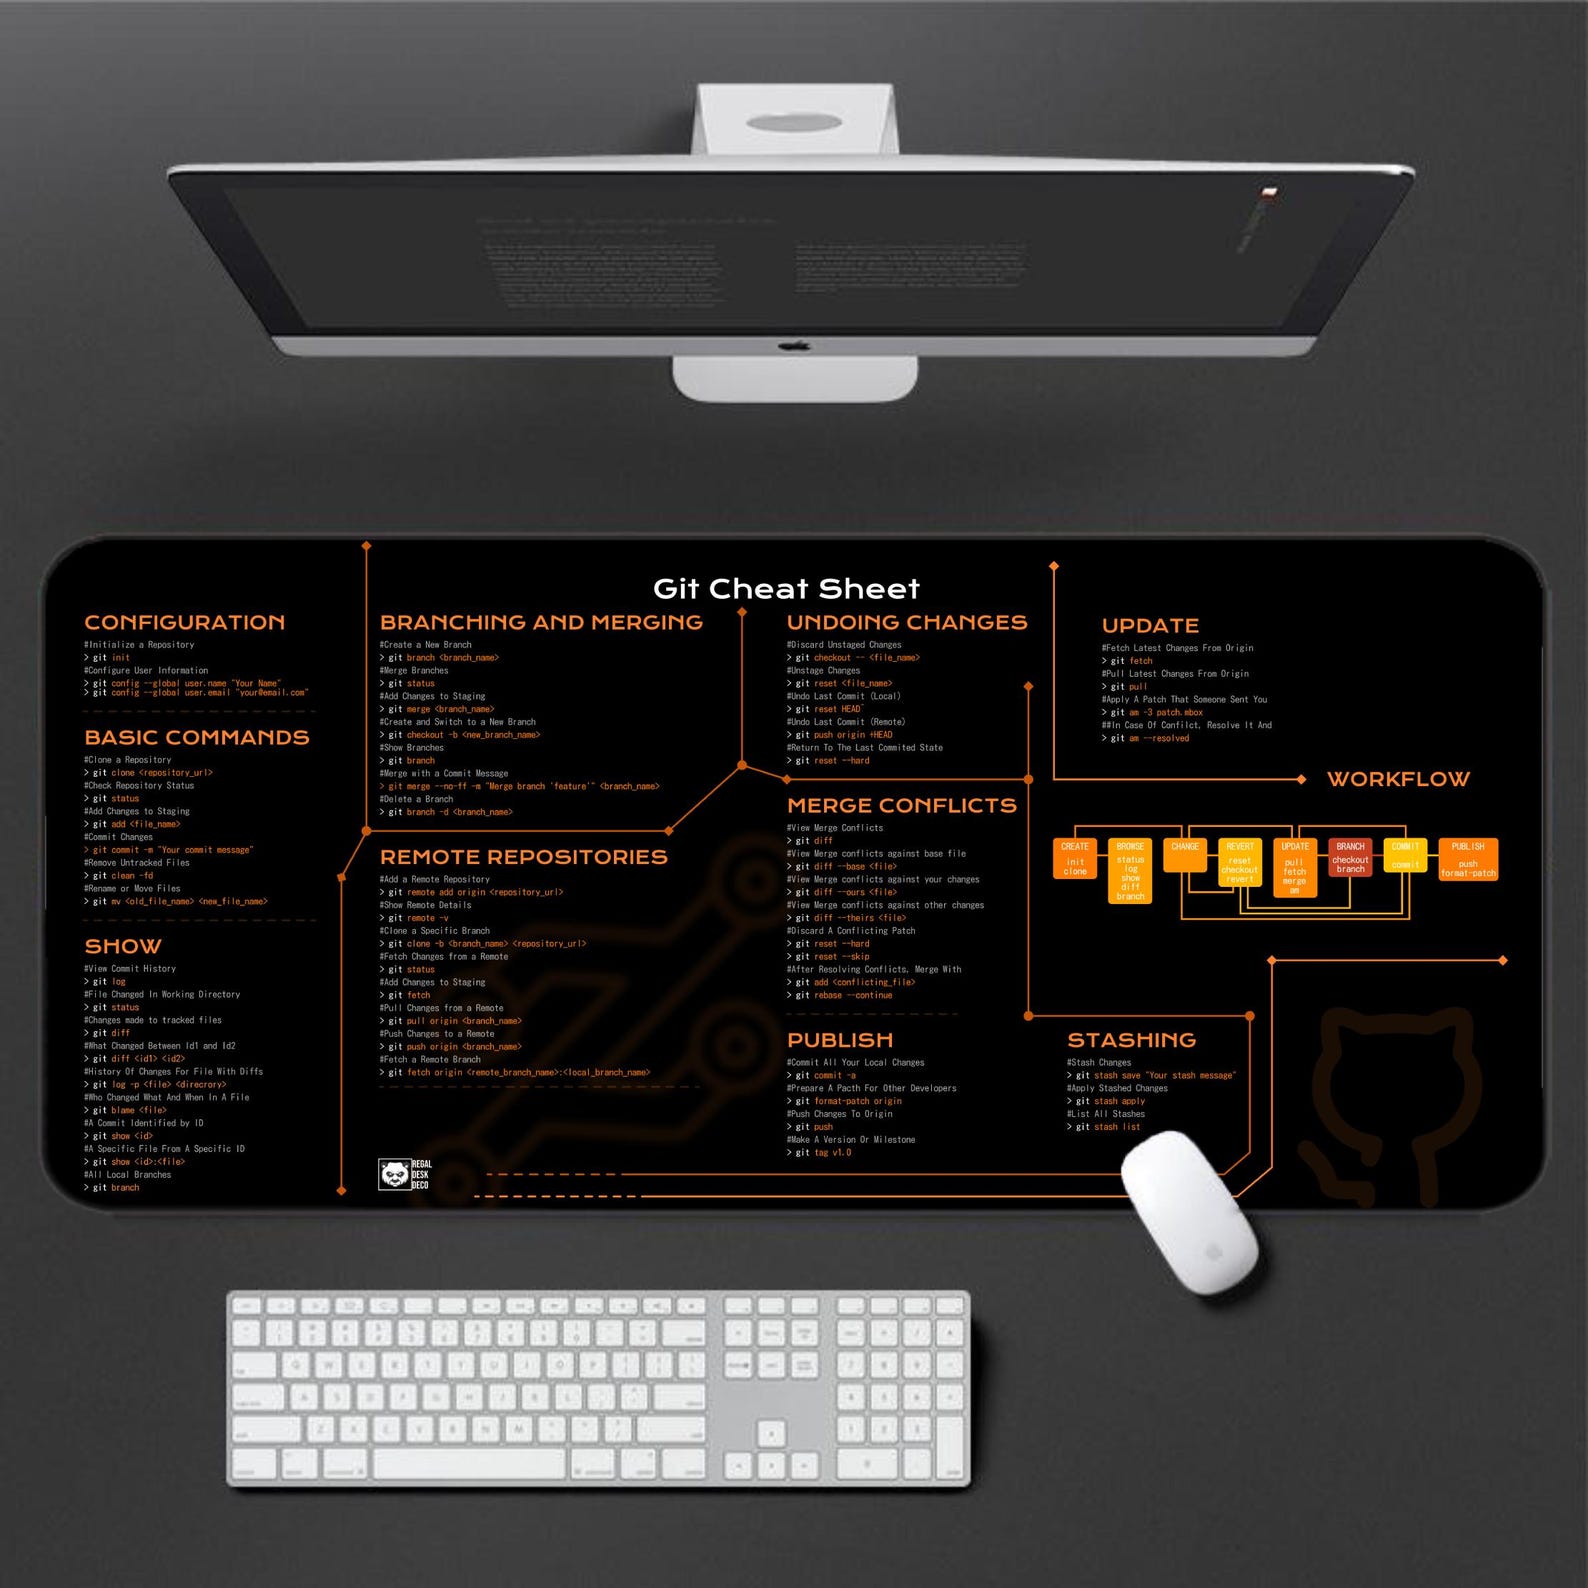 Git Cheat Sheet
CONFIGURATION
#Initialize a Repository
> git init
#Configure User Information
> git config --global user.name "Your Name"
> git config --global user.email "your@email.com"
BASIC COMMANDS
#Clone a Repository
> git clone <repository_url>
#Check Repository Status
> git status
#Add Changes to Staging
> git add <file_name>
#Commit Changes
> git commit -m "Your commit message"
#Remove Untracked Files
> git clean -fd
#Rename or Move Files
> git mv <old_file_name> <new_file_name>
SHOW
#View Commit History
> git log
#File Changed In Working Directory
> git status
#Changes made to tracked files
> git diff
#What Changed Between Id1 and Id2
> git diff <id1> <id2>
#History Of Changes For File With Diffs
> git log -p <file> <direcrory>
#Who Changed What And When In A File
> git blame <file>
#A Commit Identified by ID
> git show <id>
#A Specific File From A Specific ID
> git show <id>:<file>
#All Local Branches
> git branch
BRANCHING AND MERGING
#Create a New Branch
> git branch <branch_name>
#Merge Branches
> git status
#Add Changes to Staging
> git merge <branch_name>
#Create and Switch to a New Branch
> git checkout -b <new_branch_name>
#Show Branches
> git branch
#Merge with a Commit Message
> git merge --no-ff -m "Merge branch 'feature'" <branch_name>
#Delete a Branch
> git branch -d <branch_name>
REMOTE REPOSITORIES
#Add a Remote Repository
> git remote add origin <repository_url>
#Show Remote Details
> git remote -v
#Clone a Specific Branch
> git clone -b <branch_name> <repository_url>
#Fetch Changes from a Remote
> git status
#Add Changes to Staging
> git fetch
#Pull Changes from a Remote
> git pull origin <branch_name>
#Push Changes to a Remote
> git push origin <branch_name>
#Fetch a Remote Branch
> git fetch origin <remote_branch_name>:<local_branch_name>
REGAL
DESK
DECO
UNDOING CHANGES
#Discard Unstaged Changes
> git checkout -- <file_name>
#Unstage Changes
> git reset <file_name>
#Undo Last Commit (Local)
> git reset HEAD~
#Undo Last Commit (Remote)
> git push origin +HEAD
#Return To The Last Commited State
> git reset --hard
MERGE CONFLICTS
#View Merge Conflicts
> git diff
#View Merge conflicts against base file
> git diff --base <file>
#View Merge conflicts against your changes
> git diff --ours <file>
#View Merge conflicts against other changes
> git diff --theirs <file>
#Discard A Conflicting Patch
> git reset --hard
> git reset --skip
#After Resolving Conflicts, Merge With
> git add <conflicting_file>
> git rebase --continue
PUBLISH
#Commit All Your Local Changes
> git commit -a
#Prepare A Pacth For Other Developers
> git format-patch origin
#Push Changes To Origin
> git push
#Make A Version Or Milestone
> git tag v1.0
UPDATE
#Fetch Latest Changes From Origin
> git fetch
#Pull Latest Changes From Origin
> git pull
#Apply A Patch That Someone Sent You
> git am -3 patch.mbox
##In Case Of Confilct, Resolve It And
> git am --resolved
WORKFLOW
CREATE
init
clone
BROWSE
status
log
show
diff
branch
CHANGE
REVERT
reset
checkout
revert
UPDATE
pull
fetch
merge
am
BRANCH
checkout
branch
COMMIT
commit
PUBLISH
push
format-patch
STASHING
#Stash Changes
> git stash save "Your stash message"
#Apply Stashed Changes
> git stash apply
#List All Stashes
> git stash list